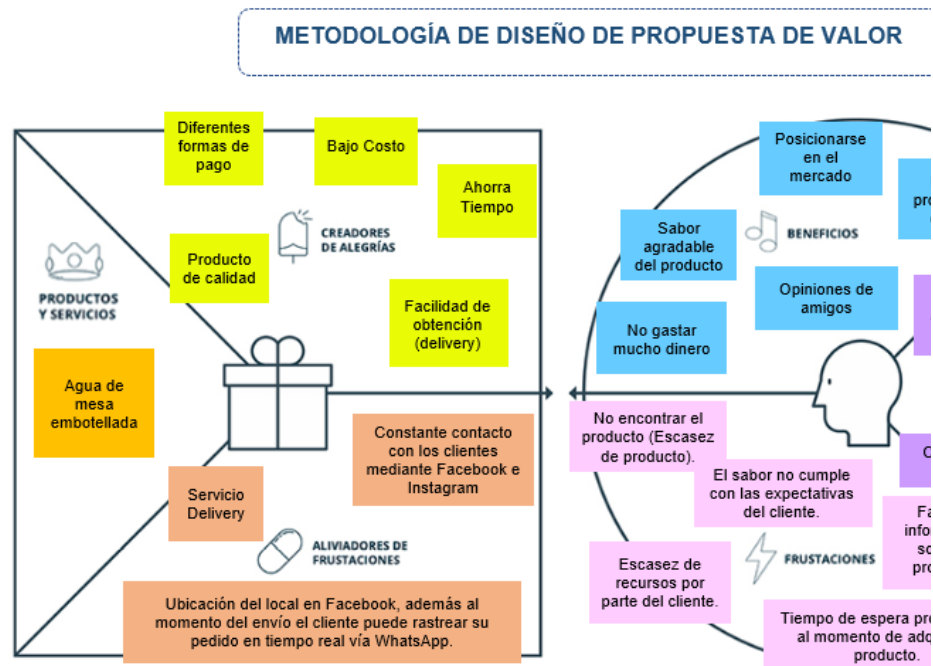 METODOLOGÍA DE DISEÑO DE PROPUESTA DE VALOR
Diferentes
formas de
pago
Bajo Costo
Ahorra
Tiempo
CREADORES
DE ALEGRÍAS
Producto
de calidad
Facilidad de
obtención
(delivery)
PRODUCTOS
Y SERVICIOS
Agua de
mesa
embotellada
Constante contacto
con los clientes
mediante Facebook e
Instagram
Servicio
Delivery
ALIVIADORES DE
FRUSTACIONES
Ubicación del local en Facebook, además al
momento del envío el cliente puede rastrear su
pedido en tiempo real vía WhatsApp.
Posicionarse
en el
mercado
Sabor
agradable
del producto
BENEFICIOS
Opiniones de
amigos
No gastar
mucho dinero
No encontrar el
producto (Escasez
de producto).
El sabor no cumple
con las expectativas
del cliente.
Escasez de
recursos por
parte del cliente.
FRUSTACIONES
Tiempo de espera
al momento de
producto.